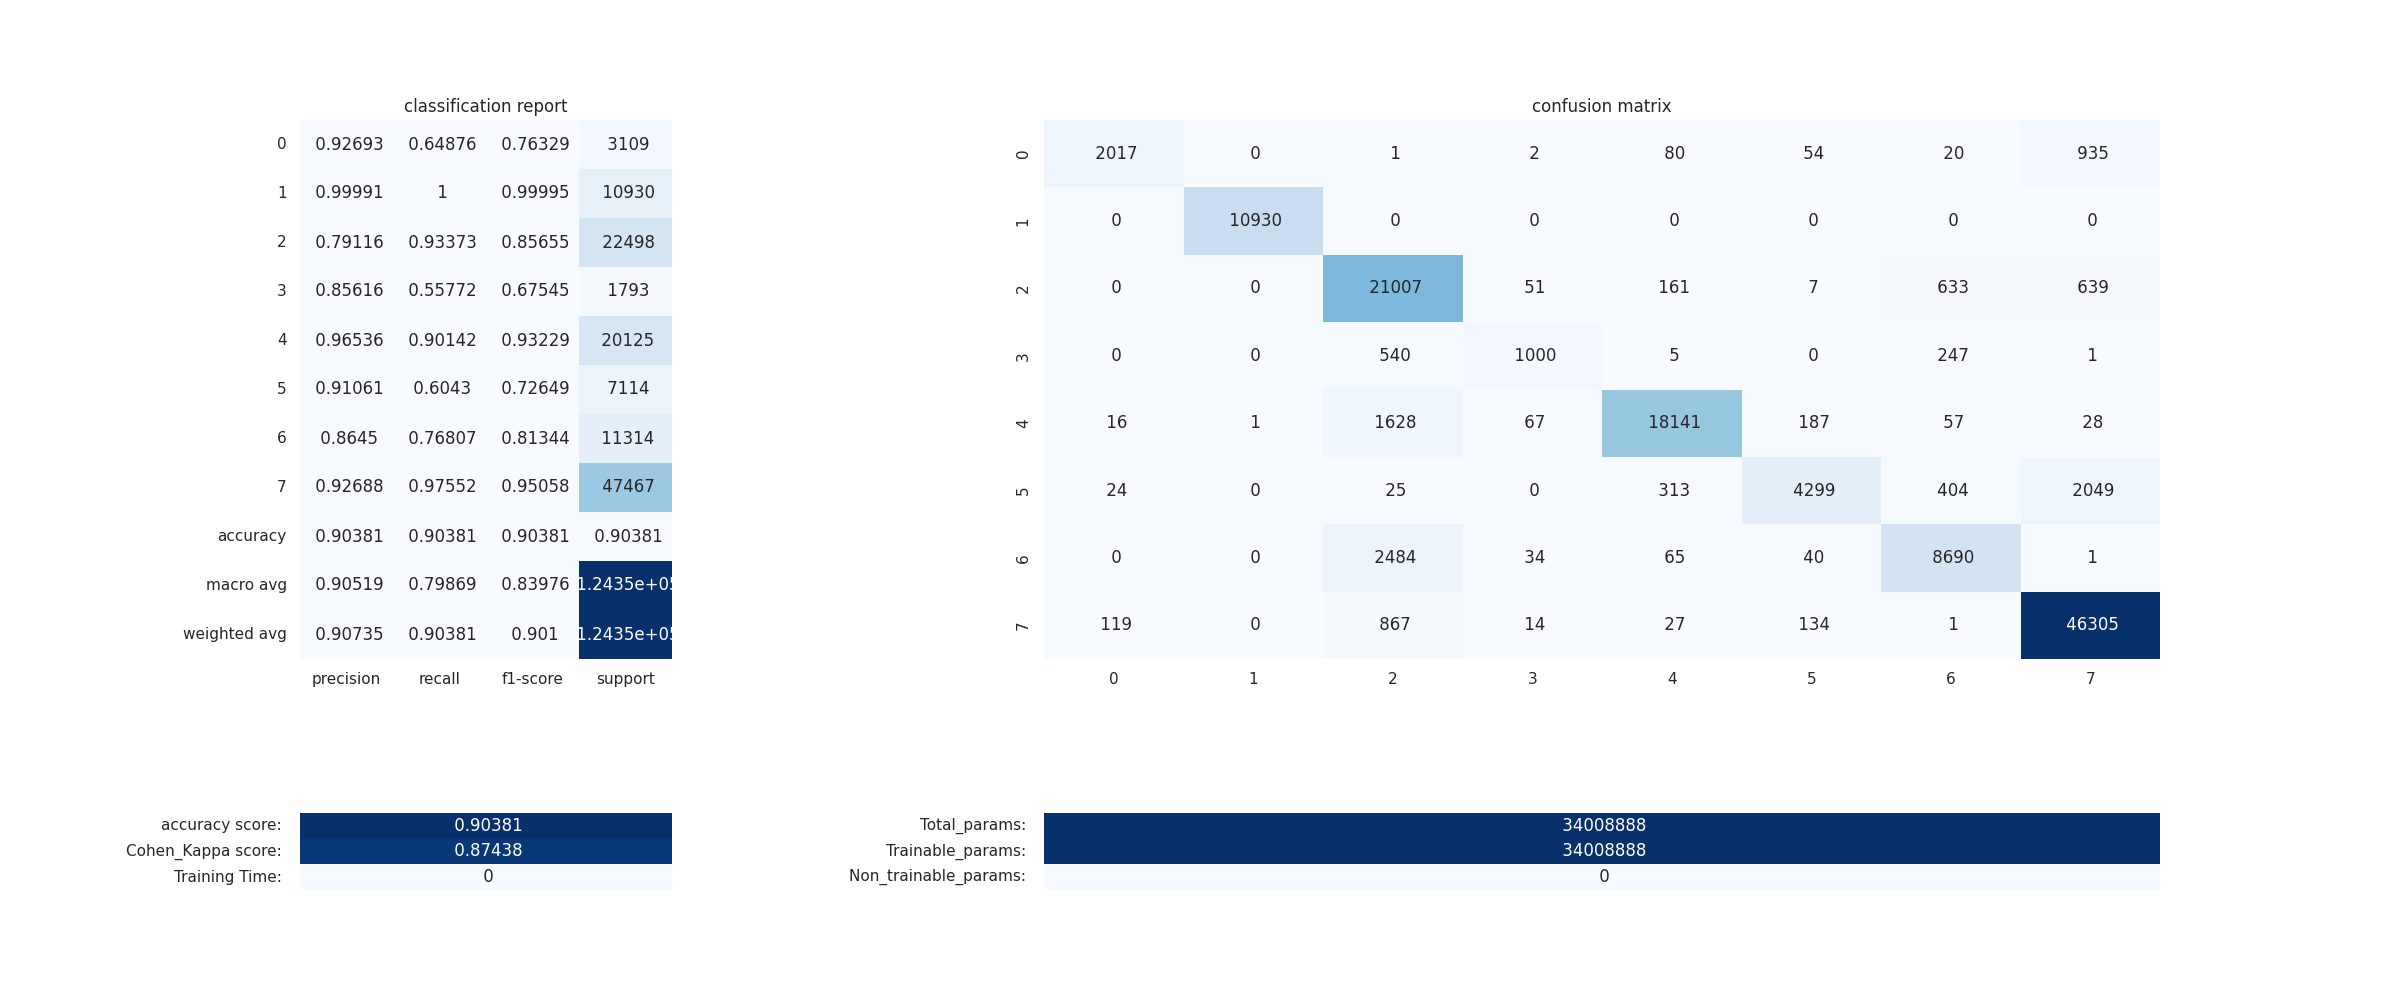 classification report
0 0.92693 0.64876 0.76329 3109
1 0.99991 1 0.99995 10930
2 0.79116 0.93373 0.85655 22498
3 0.85616 0.55772 0.67545 1793
4 0.96536 0.90142 0.93229 20125
5 0.91061 0.6043 0.72649 7114
6 0.8645 0.76807 0.81344 11314
7 0.92688 0.97552 0.95058 47467
accuracy 0.90381 0.90381 0.90381 0.90381
macro avg 0.90519 0.79869 0.83976 1.2435e+05
weighted avg 0.90735 0.90381 0.901 1.2435e+05
precision recall f1-score support
confusion matrix
0 2017 0 1 2 80 54 20 935
1 0 10930 0 0 0 0 0 0
2 0 0 21007 51 161 7 633 639
3 0 0 540 1000 5 0 247 1
4 16 1 1628 67 18141 187 57 28
5 24 0 25 0 313 4299 404 2049
6 0 0 2484 34 65 40 8690 1
7 119 0 867 14 27 134 1 46305
0 1 2 3 4 5 6 7
accuracy score: 0.90381
Cohen_Kappa score: 0.87438
Training Time: 0
Total_params: 34008888
Trainable_params: 34008888
Non_trainable_params: 0